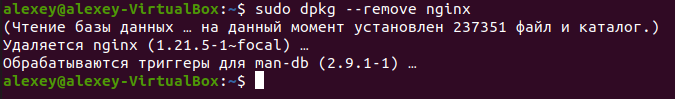 alexey@alexey-VirtualBox:~$ sudo dpkg --remove nginx
(Чтение базы данных … на данный момент установлен 237351 файл и каталог.)
Удаляется nginx (1.21.5-1~focal) …
Обрабатываются триггеры для man-db (2.9.1-1) …
alexey@alexey-VirtualBox:~$